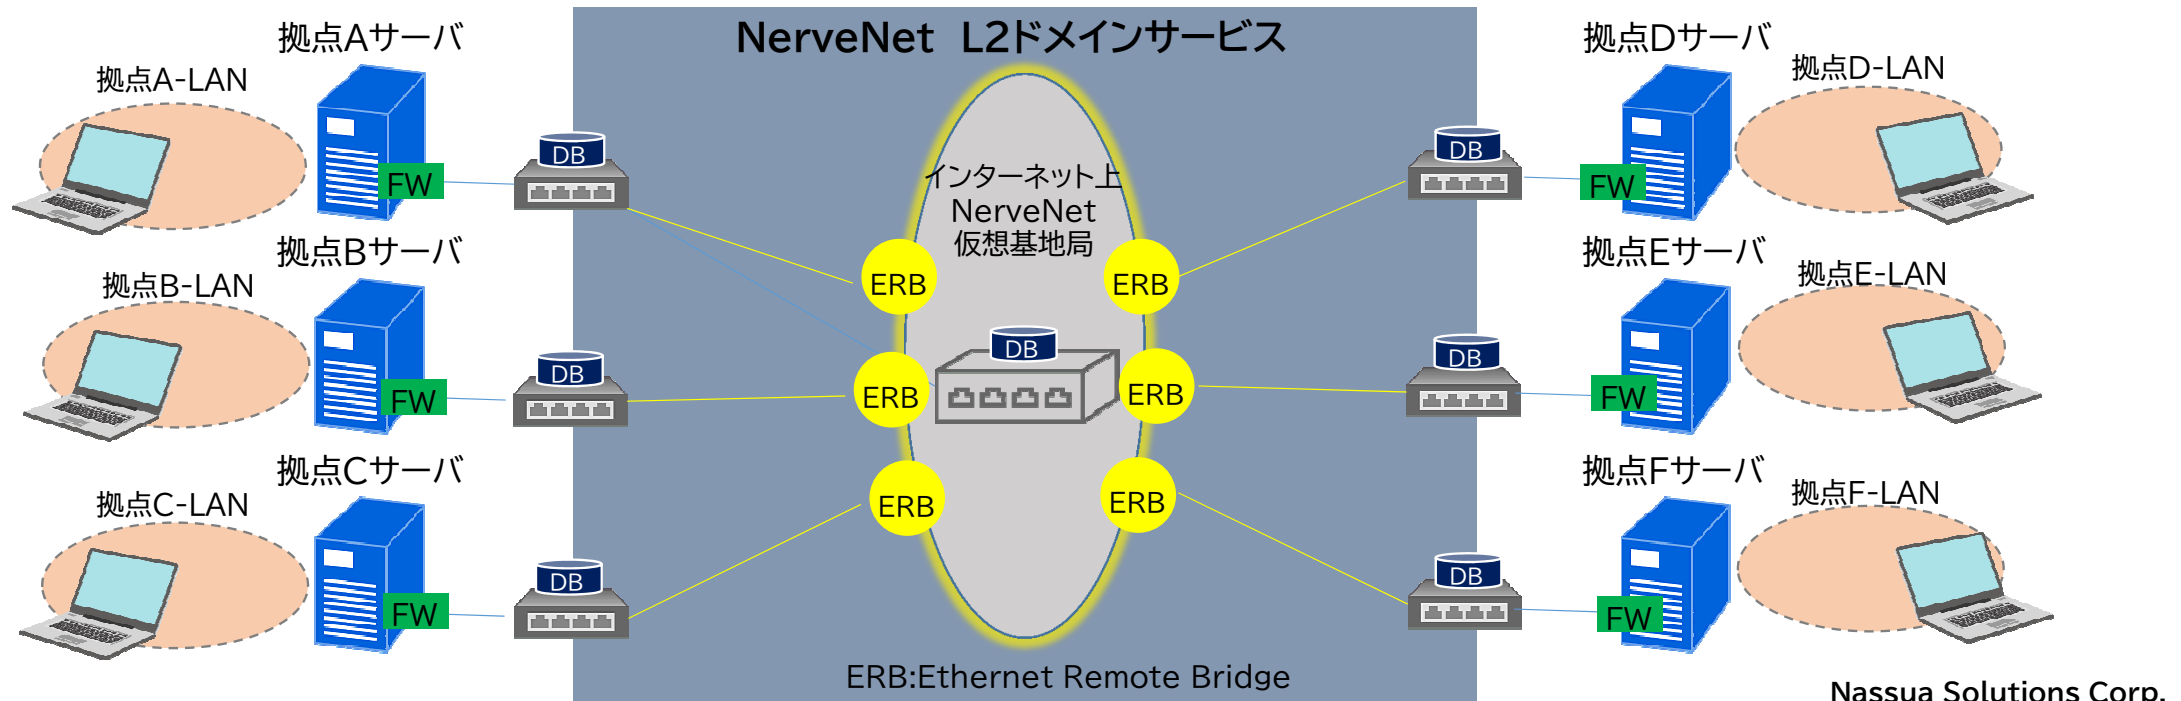 NerveNet L2ドメインサービス
拠点Aサーバ
拠点A-LAN
DB
FW
拠点Bサーバ
拠点B-LAN
DB
FW
拠点Cサーバ
拠点C-LAN
DB
FW
インターネット上
NerveNet
仮想基地局
ERB
ERB
ERB
DB
ERB
ERB
ERB
ERB:Ethernet Remote Bridge
拠点Dサーバ
拠点D-LAN
DB
FW
拠点Eサーバ
拠点E-LAN
DB
FW
拠点Fサーバ
拠点F-LAN
DB
FW
Nassua Solutions Corp.